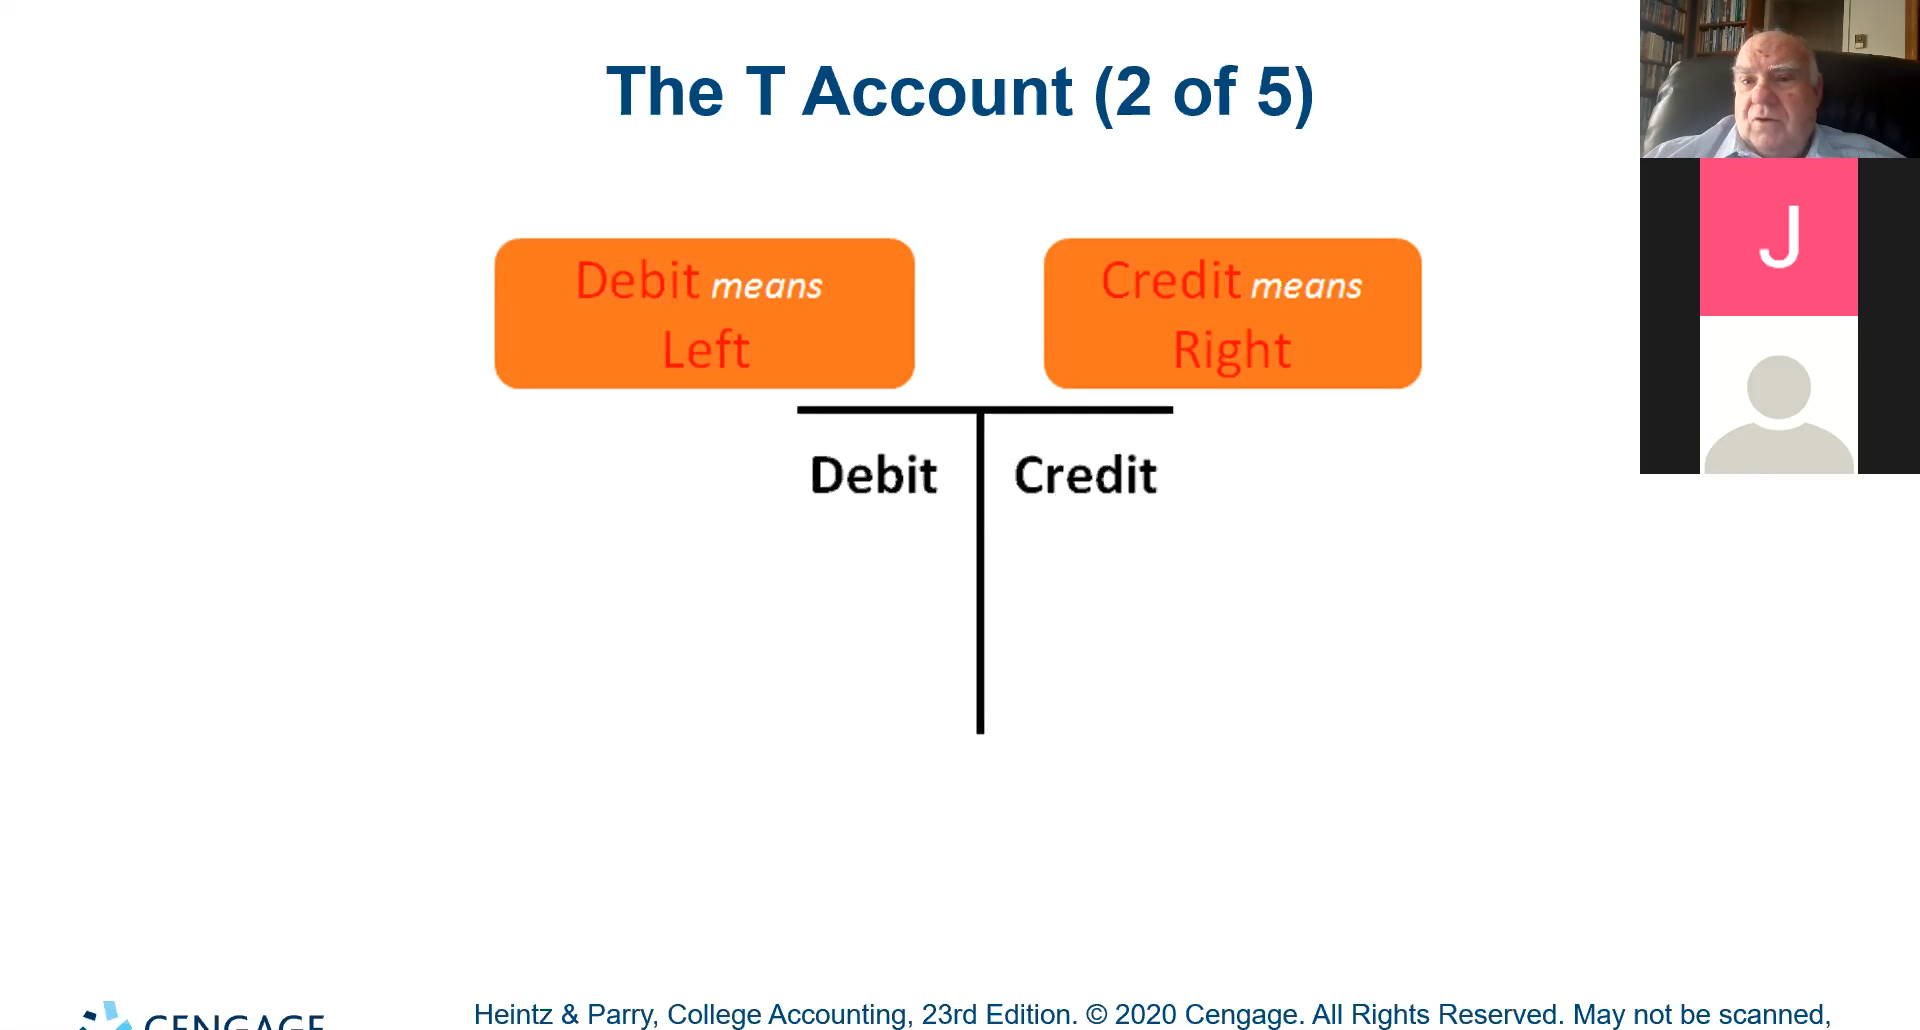 The T Account (2 of 5)
Debit means
Left
Credit means
Right
Debit
Credit
J
CENGAGE
Heintz & Parry, College Accounting, 23rd Edition. © 2020 Cengage. All Rights Reserved. May not be scanned,